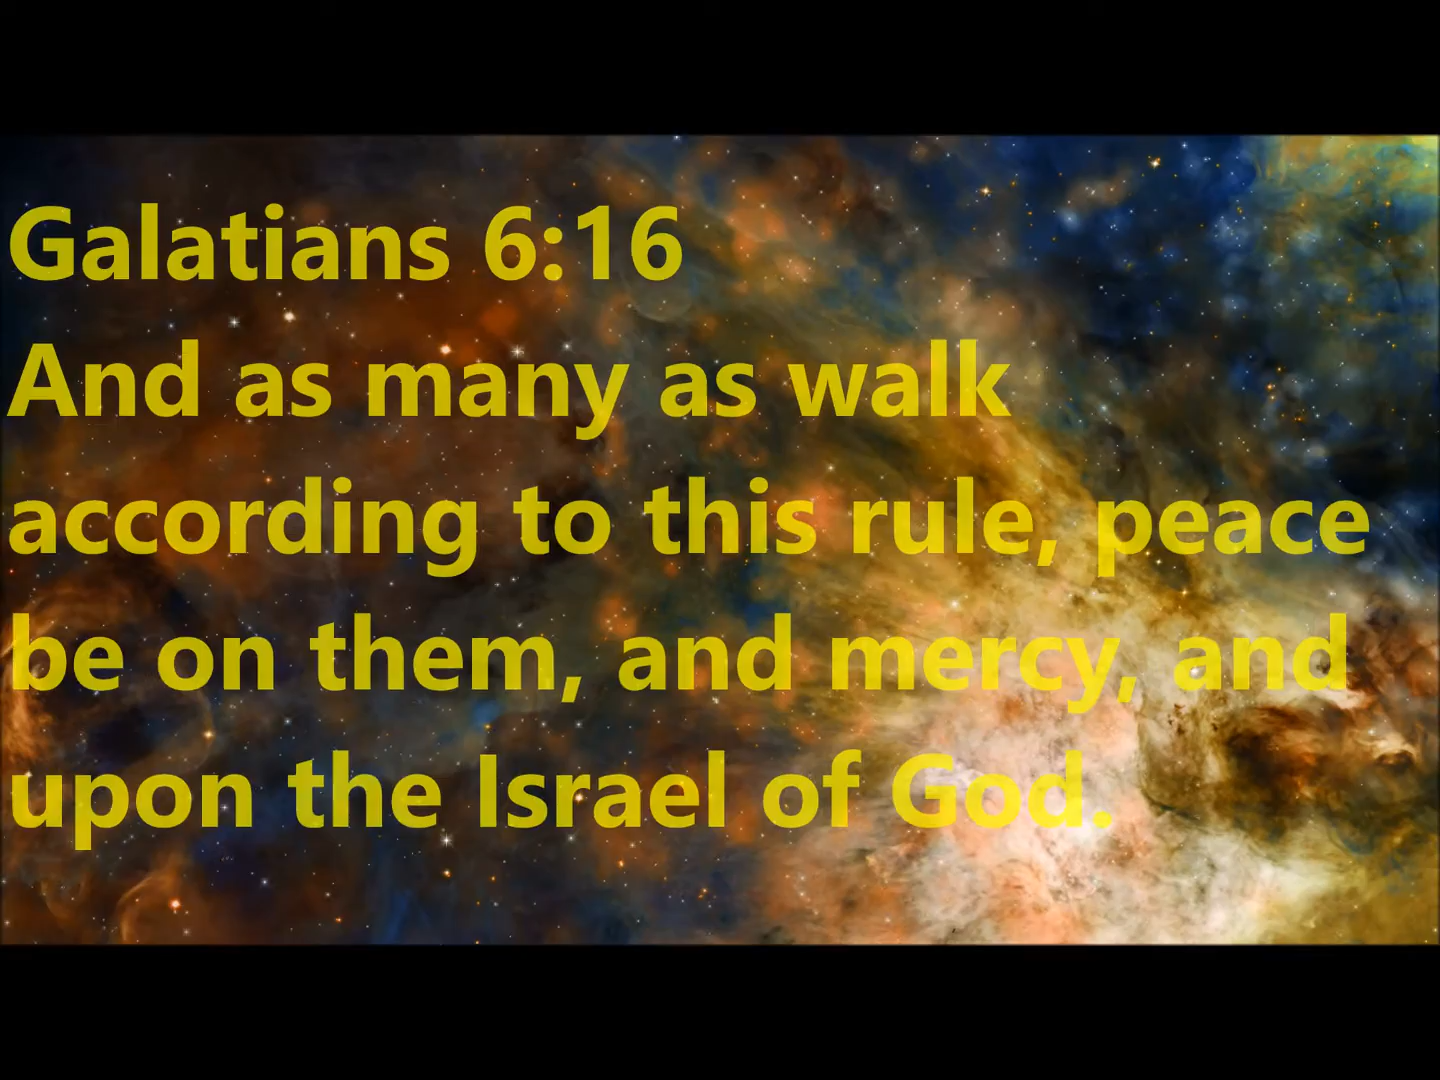 Galatians 6:16
And as many as walk
according to this rule, peace
be on them, and mercy, and
upon the Israel of God.